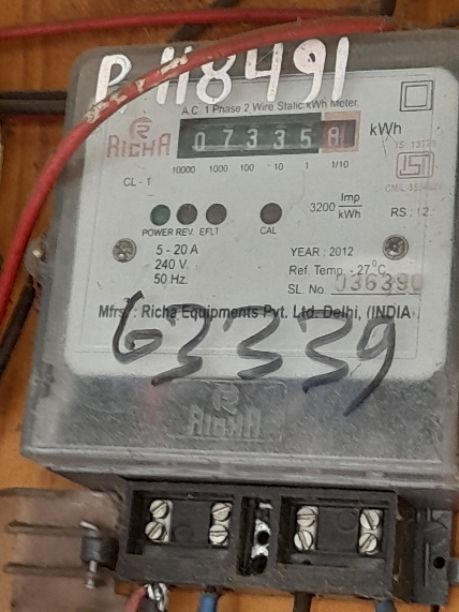 P-118491
A.C. 1 Phase 2 Wire Static kWh Meter.
R
RICHA
073358 kWh
10000 1000 100 10 1 1/10
CL - 1
3200 Imp/kWh
RS : 12
POWER REV. EFLT CAL
5 - 20 A
240 V.
50 Hz.
YEAR : 2012
Ref. Temp. - 27°C
SL. No.
Mfrs. : Richa Equipments Pvt. Ltd. Delhi, (INDIA
63339
R
RICHA